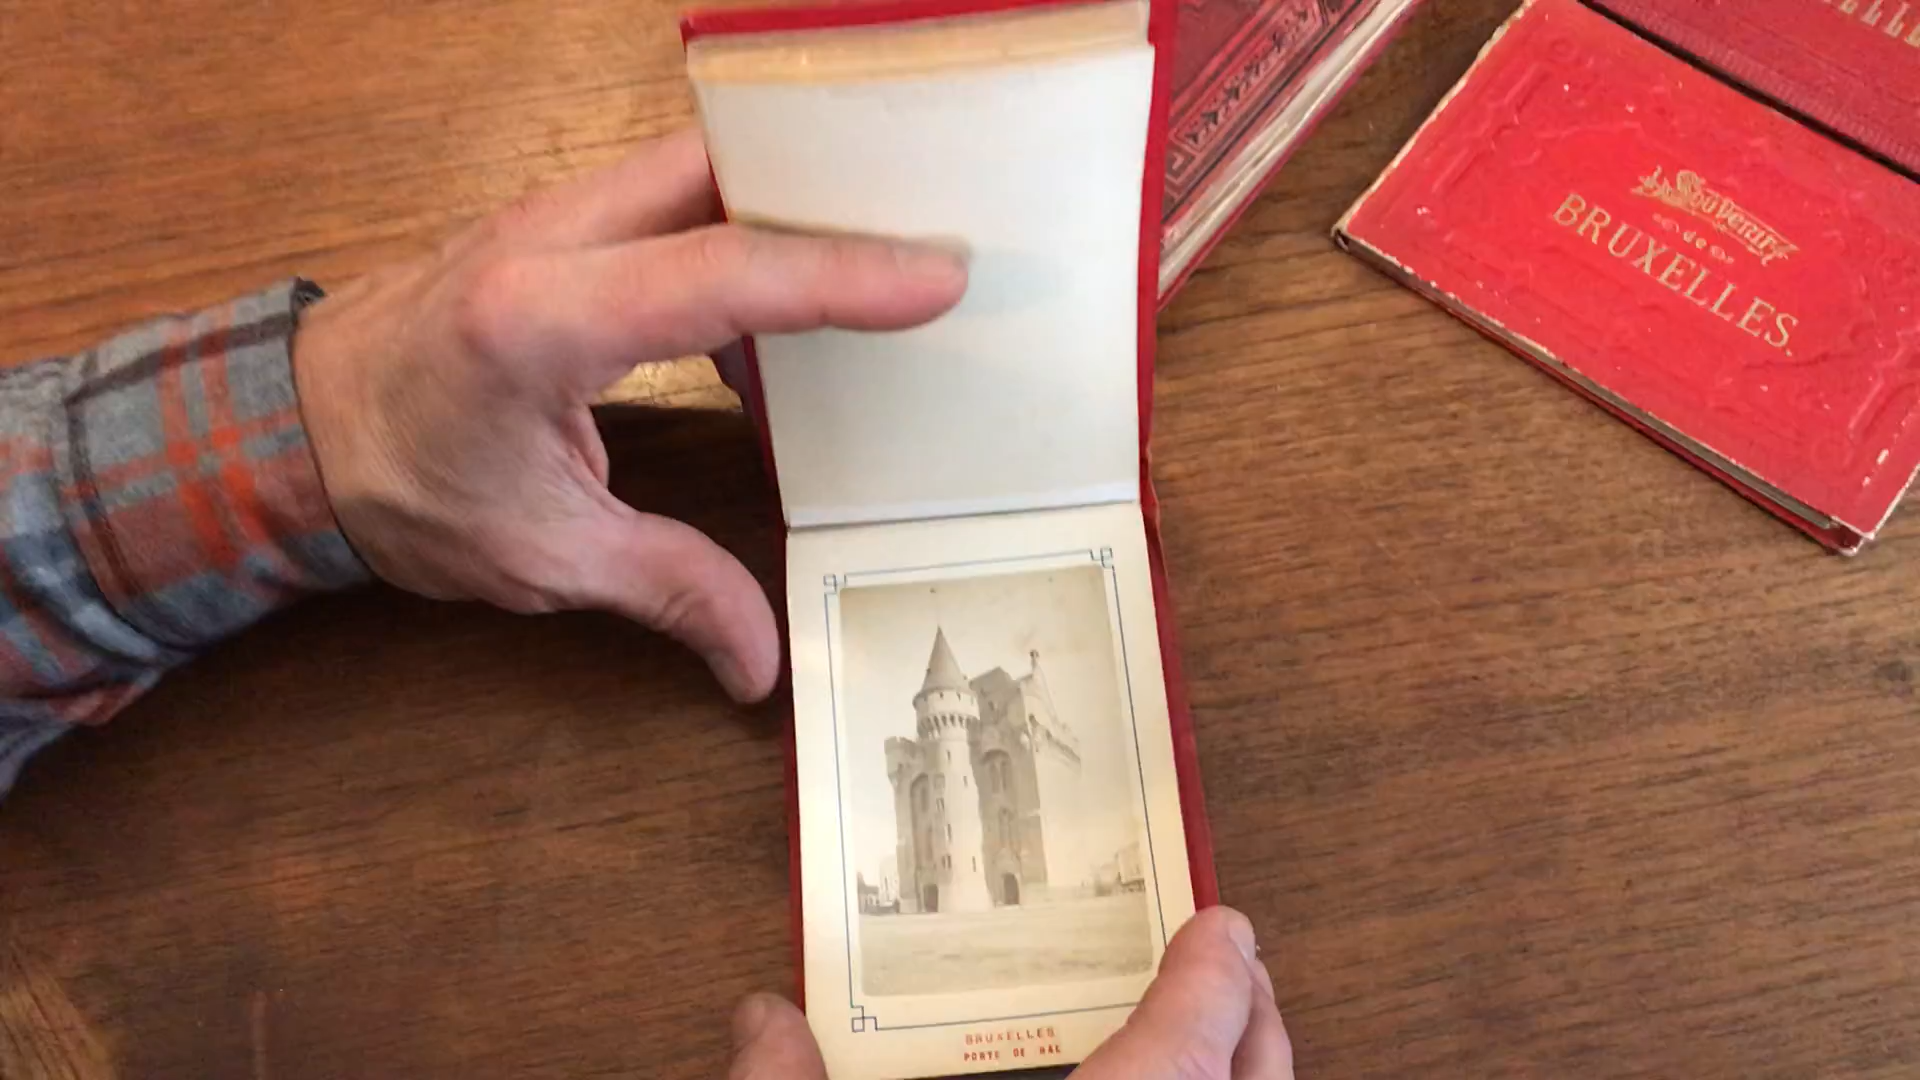 Souvenir
de
BRUXELLES.
BRUXELLES
PORTE DE HAL